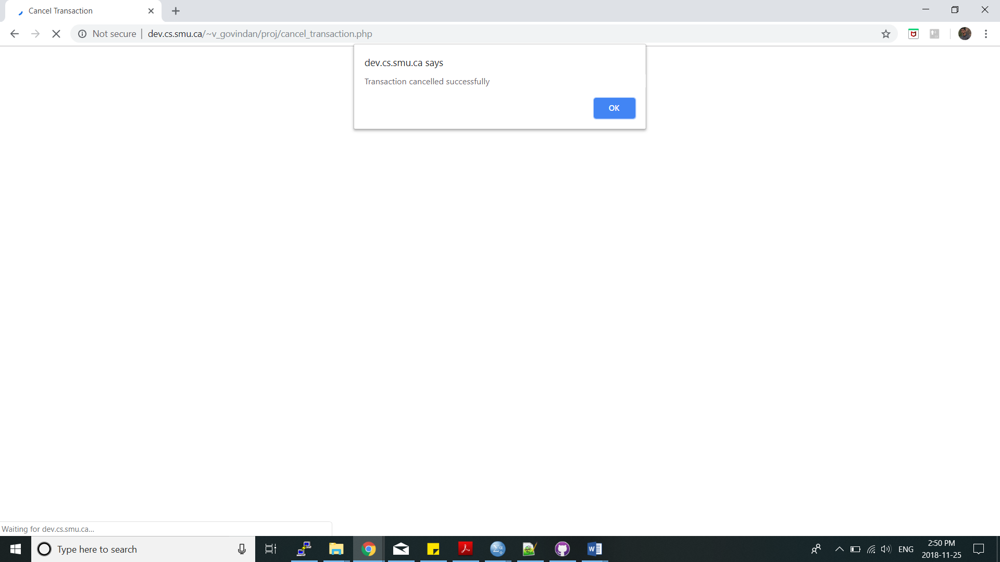 Cancel Transaction
Not secure | dev.cs.smu.ca/~v_govindan/proj/cancel_transaction.php
dev.cs.smu.ca says
Transaction cancelled successfully
OK
Waiting for dev.cs.smu.ca...
Type here to search
ENG
2:50 PM
2018-11-25